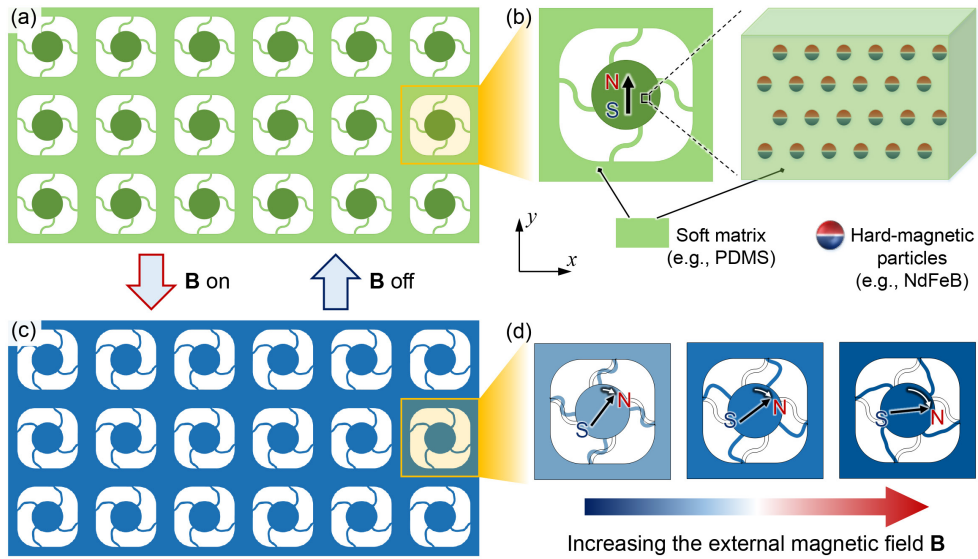 (a)
(b)
N
S
y
x
Soft matrix
(e.g., PDMS)
Hard-magnetic
particles
(e.g., NdFeB)
B on
B off
(c)
(d)
S N
S N
S N
Increasing the external magnetic field B